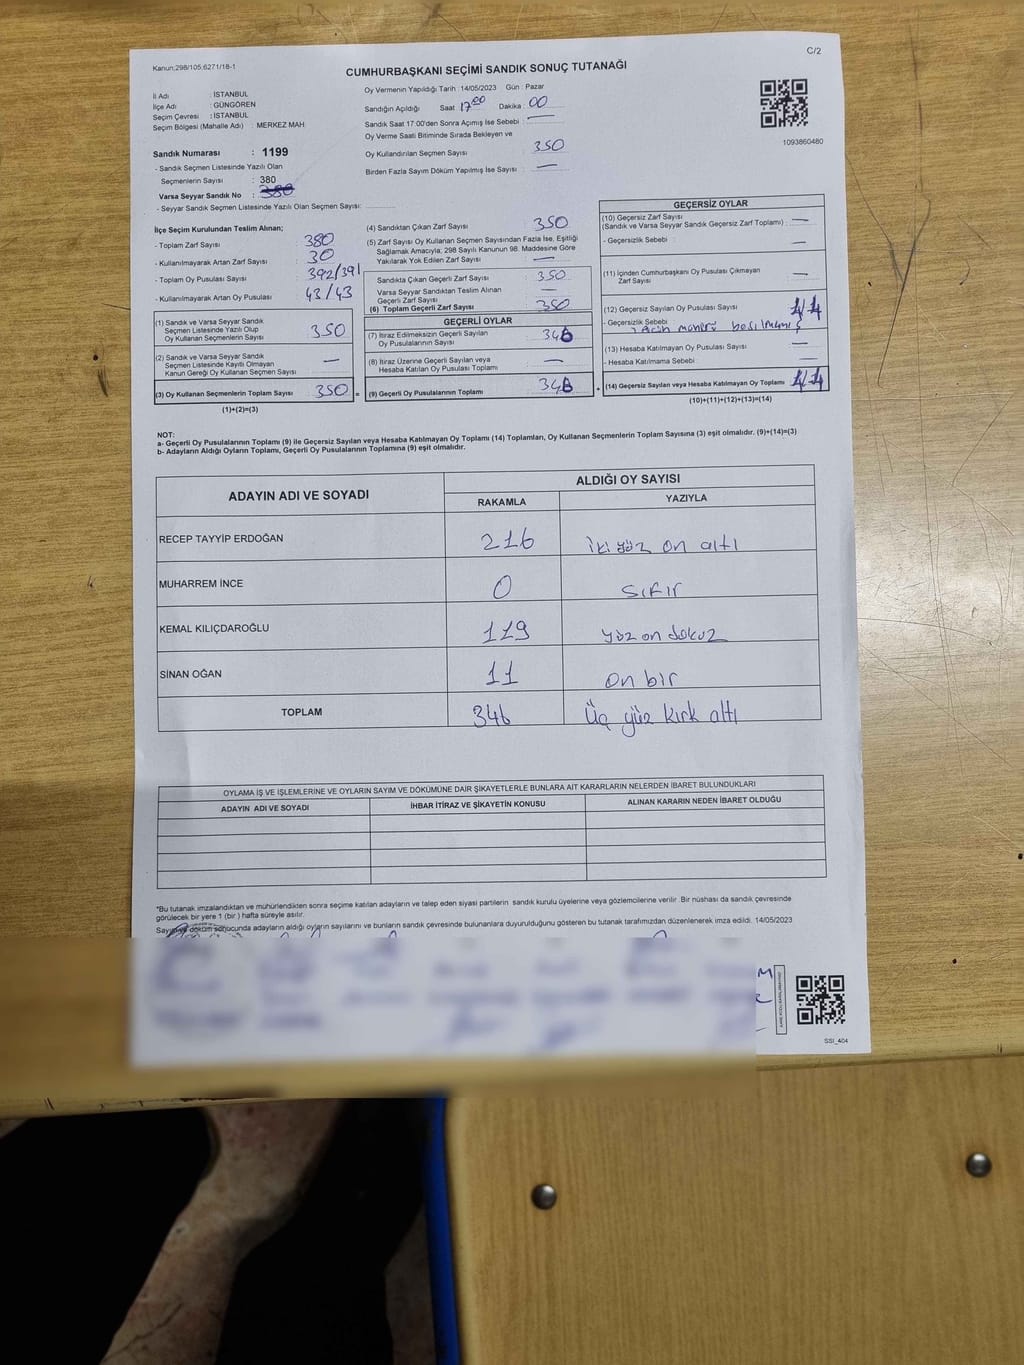 C/2
Kanun;298/105,6271/18-1
CUMHURBAŞKANI SEÇİMİ SANDIK SONUÇ TUTANAĞI
İl Adı : İSTANBUL
İlçe Adı : GÜNGÖREN
Seçim Çevresi : İSTANBUL
Seçim Bölgesi (Mahalle Adı) : MERKEZ MAH
Sandık Numarası : 1199
- Sandık Seçmen Listesinde Yazılı Olan
Seçmenlerin Sayısı : 380
Varsa Seyyar Sandık No :
- Seyyar Sandık Seçmen Listesinde Yazılı Olan Seçmen Sayısı:
Oy Vermenin Yapıldığı Tarih : 14/05/2023 Gün : Pazar
Sandığın Açıldığı Saat 17:00 Dakika : 00
Sandık Saat 17:00'den Sonra Açımış İse Sebebi : —
Oy Verme Saati Bitiminde Sırada Bekleyen ve
Oy Kullandırılan Seçmen Sayısı : 350
Birden Fazla Sayım Döküm Yapılmış İse Sayısı : —
1093860480
İlçe Seçim Kurulundan Teslim Alınan;
- Toplam Zarf Sayısı : 380
- Kullanılmayarak Artan Zarf Sayısı : 30
- Toplam Oy Pusulası Sayısı : 392/391
- Kullanılmayarak Artan Oy Pusulası : 43/43
(1) Sandık ve Varsa Seyyar Sandık
Seçmen Listesinde Yazılı Olup
Oy Kullanan Seçmenlerin Sayısı : 350
(2) Sandık ve Varsa Seyyar Sandık
Seçmen Listesinde Kayıtlı Olmayan
Kanun Gereği Oy Kullanan Seçmen Sayısı : —
(3) Oy Kullanan Seçmenlerin Toplam Sayısı : 350 =
(1)+(2)=(3)
(4) Sandıktan Çıkan Zarf Sayısı : 350
(5) Zarf Sayısı Oy Kullanan Seçmen Sayısından Fazla İse, Eşitliği
Sağlamak Amacıyla; 298 Sayılı Kanunun 98. Maddesine Göre
Yakılarak Yok Edilen Zarf Sayısı : —
Sandıkta Çıkan Geçerli Zarf Sayısı : 350
Varsa Seyyar Sandıktan Teslim Alınan
Geçerli Zarf Sayısı : —
(6) Toplam Geçerli Zarf Sayısı : 350
GEÇERLİ OYLAR
(7) İtiraz Edilmeksizin Geçerli Sayılan
Oy Pusulalarının Sayısı : 346
(8) İtiraz Üzerine Geçerli Sayılan veya
Hesaba Katılan Oy Pusulası Toplamı : —
(9) Geçerli Oy Pusulalarının Toplamı : 346 +
GEÇERSİZ OYLAR
(10) Geçersiz Zarf Sayısı : —
(Sandık ve Varsa Seyyar Sandık Geçersiz Zarf Toplamı)
- Geçersizlik Sebebi : —
(11) İçinden Cumhurbaşkanı Oy Pusulası Çıkmayan
Zarf Sayısı : —
(12) Geçersiz Sayılan Oy Pusulası Sayısı : 4
- Geçersizlik Sebebi : mührü basılmamış
(13) Hesaba Katılmayan Oy Pusulası Sayısı : —
- Hesaba Katılmama Sebebi : —
(14) Geçersiz Sayılan veya Hesaba Katılmayan Oy Toplamı : 4
(10)+(11)+(12)+(13)=(14)
NOT:
a- Geçerli Oy Pusulalarının Toplamı (9) ile Geçersiz Sayılan veya Hesaba Katılmayan Oy Toplamı (14) Toplamları, Oy Kullanan Seçmenlerin Toplam Sayısına (3) eşit olmalıdır. (9)+(14)=(3)
b- Adayların Aldığı Oyların Toplamı, Geçerli Oy Pusulalarının Toplamına (9) eşit olmalıdır.
ADAYIN ADI VE SOYADI ALDIĞI OY SAYISI
RAKAMLA YAZIYLA
RECEP TAYYİP ERDOĞAN 216 iki yüz on altı
MUHARREM İNCE 0 sıfır
KEMAL KILIÇDAROĞLU 119 yüz on dokuz
SİNAN OĞAN 11 on bir
TOPLAM 346 üç yüz kırk altı
OYLAMA İŞ VE İŞLEMLERİNE VE OYLARIN SAYIM VE DÖKÜMÜNE DAİR ŞİKAYETLERLE BUNLARA AİT KARARLARIN NELERDEN İBARET BULUNDUKLARI
ADAYIN ADI VE SOYADI İHBAR İTİRAZ VE ŞİKAYETİN KONUSU ALINAN KARARIN NEDEN İBARET OLDUĞU
*Bu tutanak imzalandıktan ve mühürlendikten sonra seçime katılan adayların ve talep eden siyasi partilerin sandık kurulu üyelerine veya gözlemcilerine verilir. Bir nüshası da sandık çevresinde
görülecek bir yere 1 (bir ) hafta süreyle asılır.
Sayım ve döküm sonucunda adayların aldığı oyların sayılarını ve bunların sandık çevresinde bulunanlara duyurulduğunu gösteren bu tutanak tarafımızdan düzenlenerek imza edildi. 14/05/2023
SSİ_404